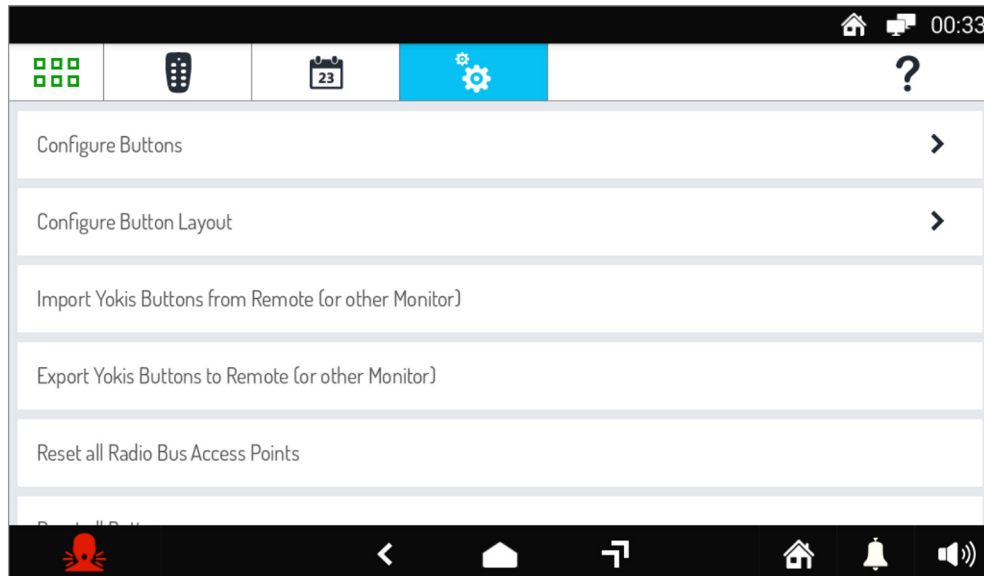 00:33
23
?
Configure Buttons
Configure Button Layout
Import Yokis Buttons from Remote (or other Monitor)
Export Yokis Buttons to Remote (or other Monitor)
Reset all Radio Bus Access Points